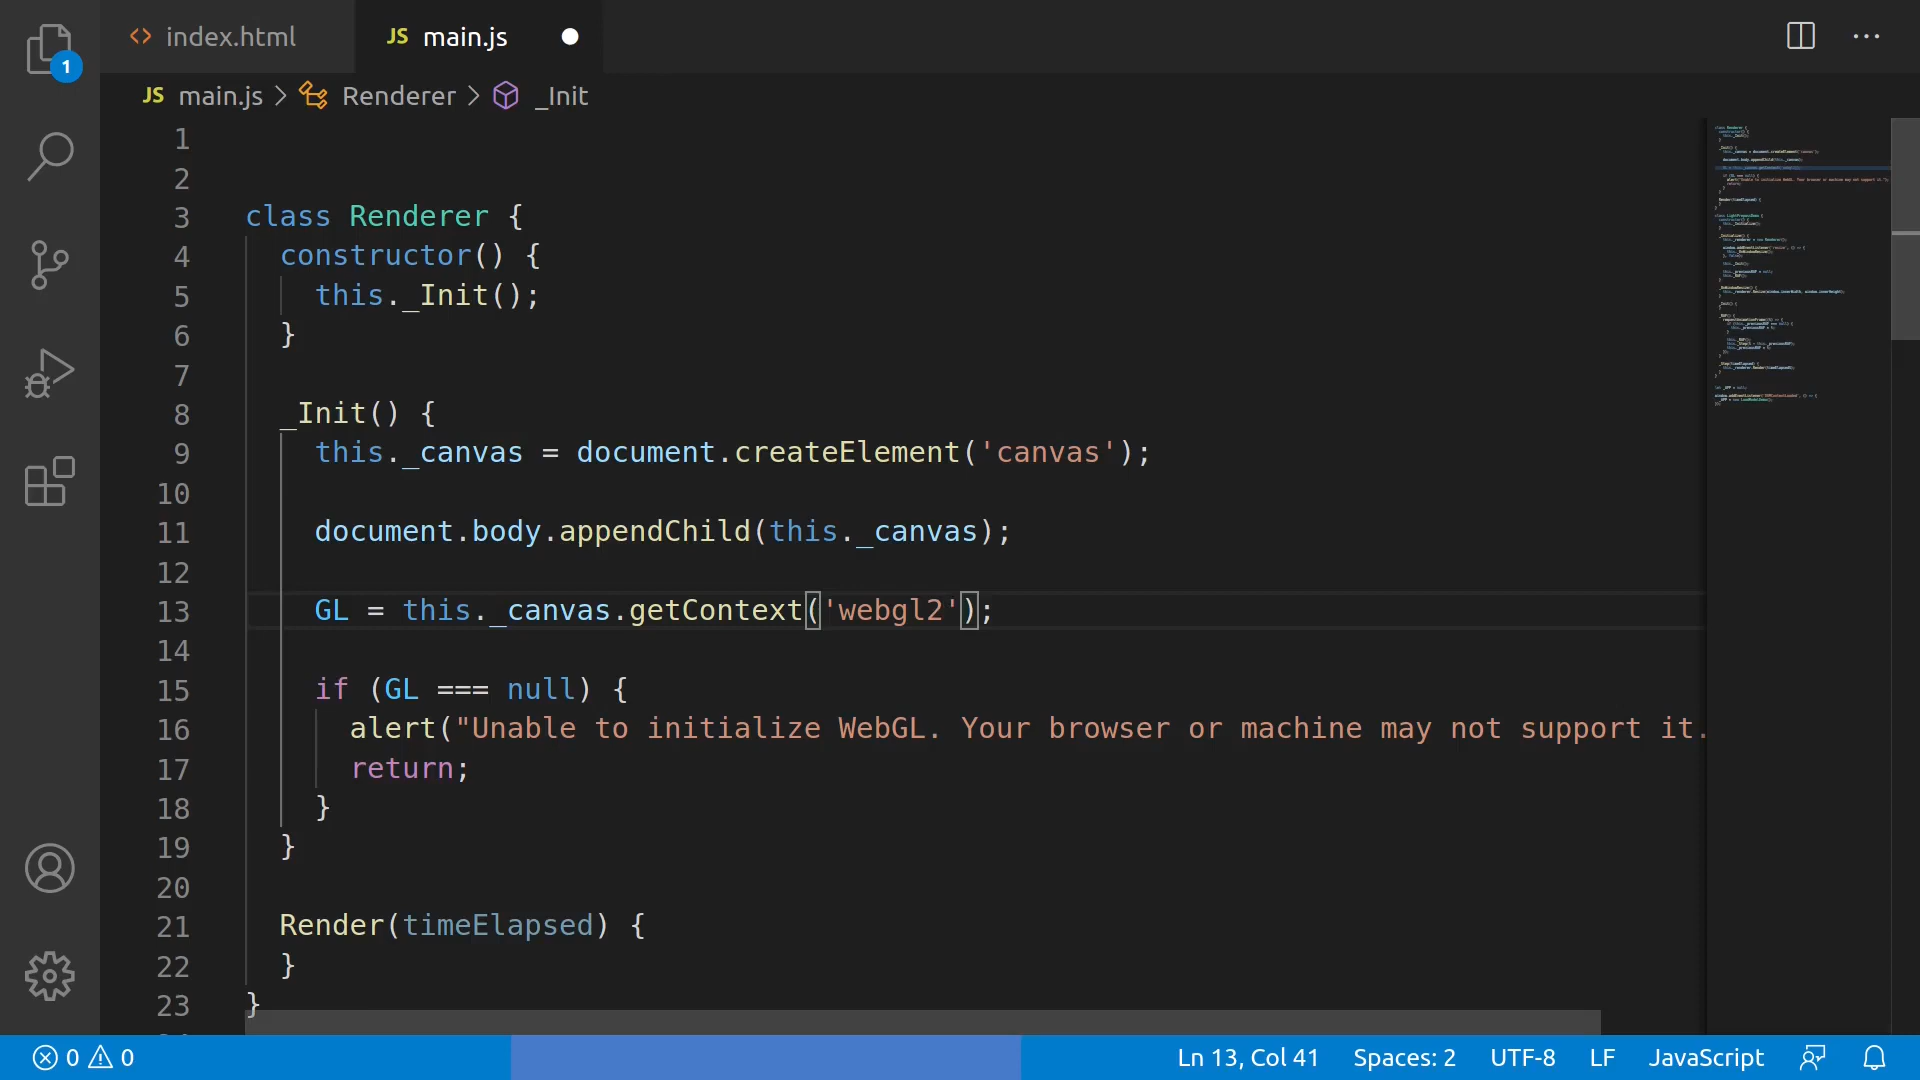 index.html
JS main.js
1
JS main.js > Renderer > _Init
1
2
3 class Renderer {
4 constructor() {
5 this._Init();
6 }
7
8 _Init() {
9 this._canvas = document.createElement('canvas');
10
11 document.body.appendChild(this._canvas);
12
13 GL = this._canvas.getContext('webgl2');
14
15 if (GL === null) {
16 alert("Unable to initialize WebGL. Your browser or machine may not support it.
17 return;
18 }
19 }
20
21 Render(timeElapsed) {
22 }
23 }
0 0 Ln 13, Col 41 Spaces: 2 UTF-8 LF JavaScript